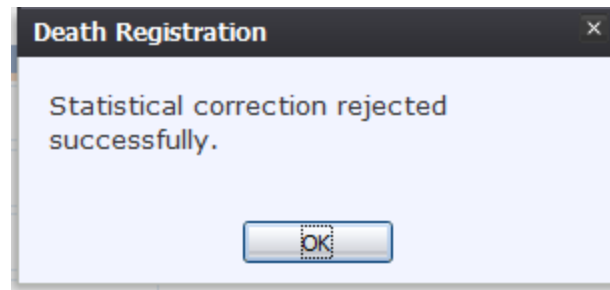 Death Registration
Statistical correction rejected
successfully.
OK